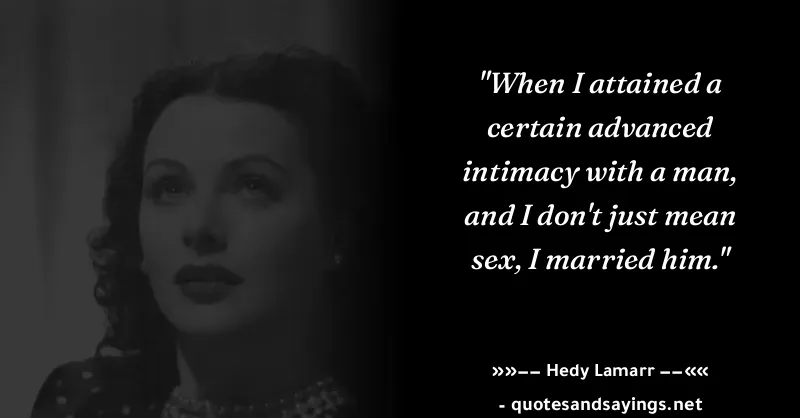 "When I attained a
certain advanced
intimacy with a man,
and I don't just mean
sex, I married him."
»»–– Hedy Lamarr ––««
- quotesandsayings.net